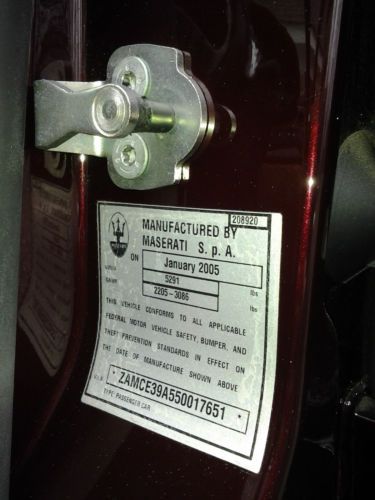 208920
MANUFACTURED BY
MASERATI S. p. A.
ON January 2005
GVWR 5291 lbs
GAWR 2205-3086 lbs
THIS VEHICLE CONFORMS TO ALL APPLICABLE
FEDERAL MOTOR VEHICLE SAFETY, BUMPER, AND
THEFT PREVENTION STANDARDS IN EFFECT ON
THE DATE OF MANUFACTURE SHOWN ABOVE
V.I.N. * ZAMCE39A550017651 *
TYPE: PASSENGER CAR